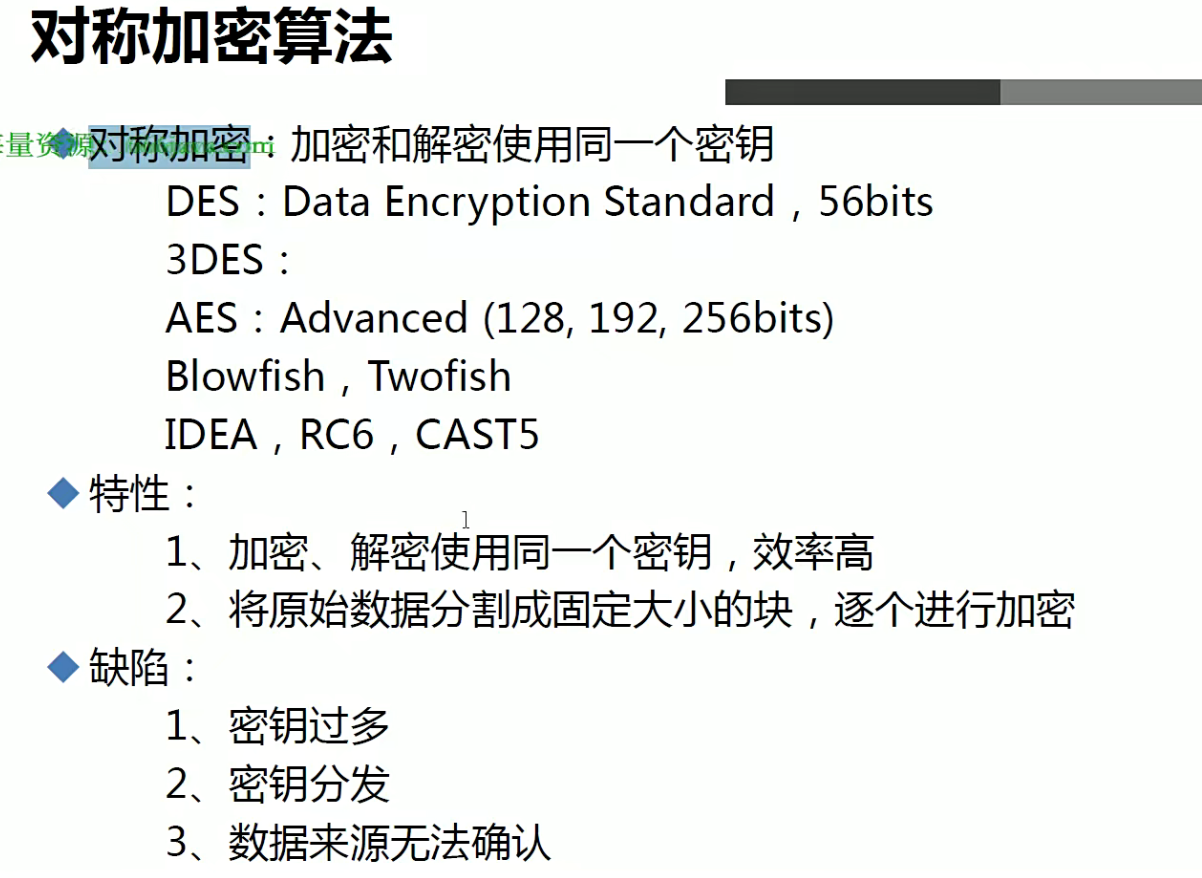 对称加密算法
对称加密：加密和解密使用同一个密钥
DES：Data Encryption Standard，56bits
3DES：
AES：Advanced (128, 192, 256bits)
Blowfish，Twofish
IDEA，RC6，CAST5
特性：
1、加密、解密使用同一个密钥，效率高
2、将原始数据分割成固定大小的块，逐个进行加密
缺陷：
1、密钥过多
2、密钥分发
3、数据来源无法确认